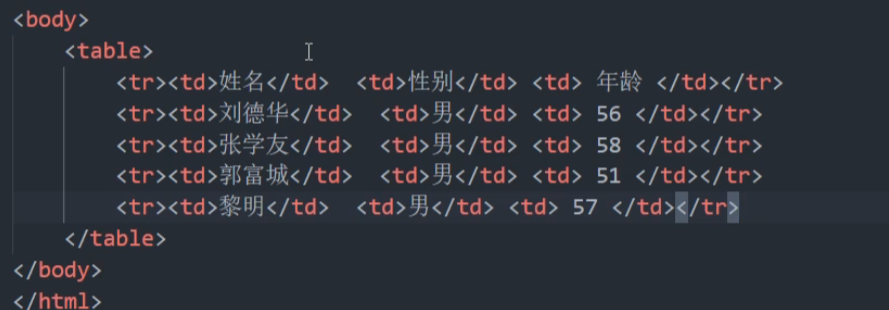 <body>
<table>
<tr><td>姓名</td>  <td>性别</td> <td> 年龄 </td></tr>
<tr><td>刘德华</td>  <td>男</td> <td> 56 </td></tr>
<tr><td>张学友</td>  <td>男</td> <td> 58 </td></tr>
<tr><td>郭富城</td>  <td>男</td> <td> 51 </td></tr>
<tr><td>黎明</td>  <td>男</td> <td> 57 </td></tr>
</table>
</body>
</html>